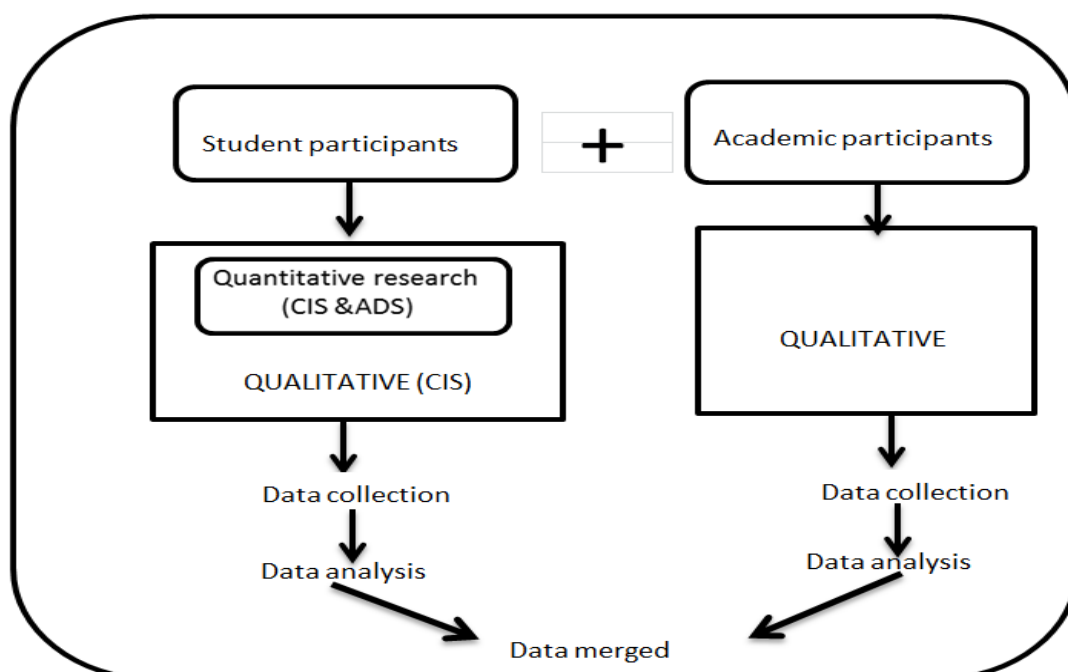 Student participants
+
Academic participants
Quantitative research
(CIS &ADS)
QUALITATIVE (CIS)
QUALITATIVE
Data collection
Data collection
Data analysis
Data analysis
Data merged